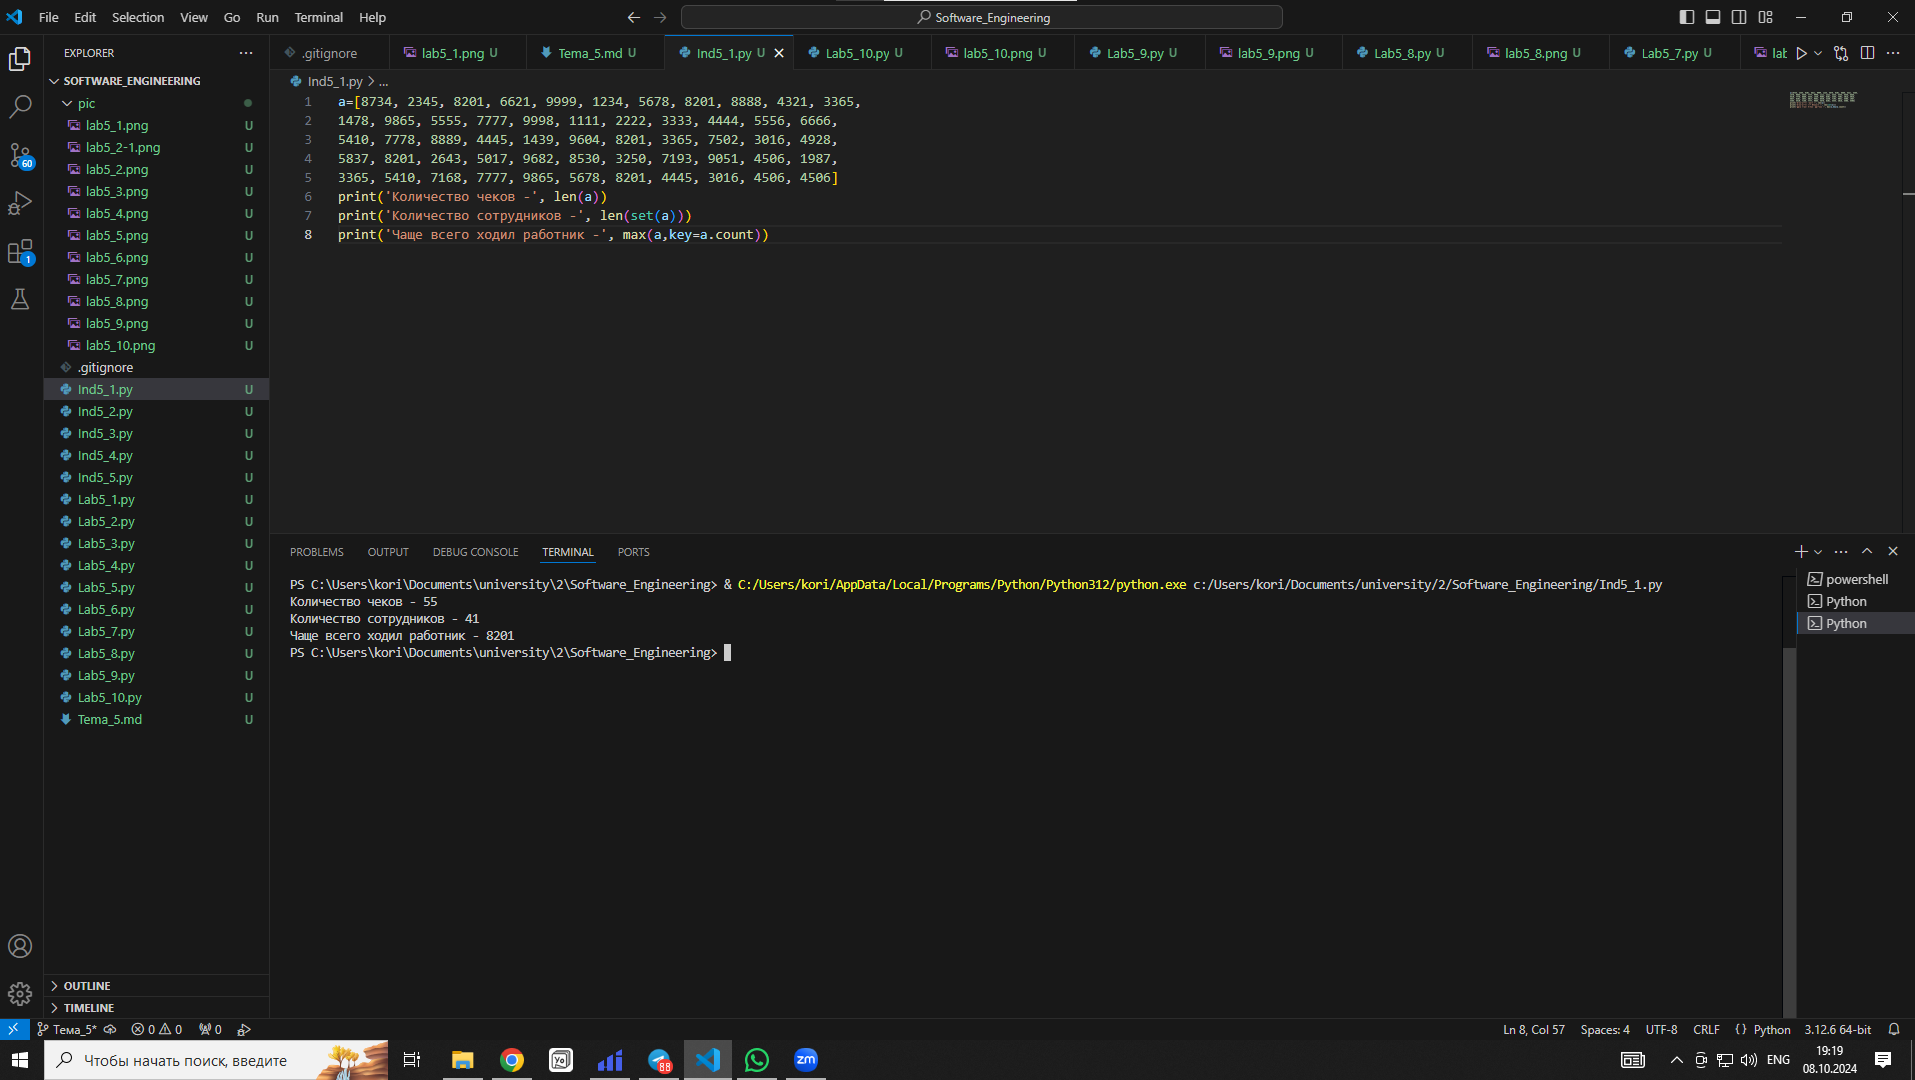 File Edit Selection View Go Run Terminal Help
Software_Engineering
EXPLORER
SOFTWARE_ENGINEERING
pic
lab5_1.png U
lab5_2-1.png U
lab5_2.png U
lab5_3.png U
lab5_4.png U
lab5_5.png U
lab5_6.png U
lab5_7.png U
lab5_8.png U
lab5_9.png U
lab5_10.png U
.gitignore
Ind5_1.py U
Ind5_2.py U
Ind5_3.py U
Ind5_4.py U
Ind5_5.py U
Lab5_1.py U
Lab5_2.py U
Lab5_3.py U
Lab5_4.py U
Lab5_5.py U
Lab5_6.py U
Lab5_7.py U
Lab5_8.py U
Lab5_9.py U
Lab5_10.py U
Tema_5.md U
OUTLINE
TIMELINE
60
1
.gitignore lab5_1.png U Tema_5.md U Ind5_1.py U Lab5_10.py U lab5_10.png U Lab5_9.py U lab5_9.png U Lab5_8.py U lab5_8.png U Lab5_7.py U lab
Ind5_1.py > ...
1 a=[8734, 2345, 8201, 6621, 9999, 1234, 5678, 8201, 8888, 4321, 3365,
2 1478, 9865, 5555, 7777, 9998, 1111, 2222, 3333, 4444, 5556, 6666,
3 5410, 7778, 8889, 4445, 1439, 9604, 8201, 3365, 7502, 3016, 4928,
4 5837, 8201, 2643, 5017, 9682, 8530, 3250, 7193, 9051, 4506, 1987,
5 3365, 5410, 7168, 7777, 9865, 5678, 8201, 4445, 3016, 4506, 4506]
6 print('Количество чеков -', len(a))
7 print('Количество сотрудников -', len(set(a)))
8 print('Чаще всего ходил работник -', max(a,key=a.count))
PROBLEMS OUTPUT DEBUG CONSOLE TERMINAL PORTS
PS C:\Users\kori\Documents\university\2\Software_Engineering> & C:/Users/kori/AppData/Local/Programs/Python/Python312/python.exe c:/Users/kori/Documents/university/2/Software_Engineering/Ind5_1.py
Количество чеков - 55
Количество сотрудников - 41
Чаще всего ходил работник - 8201
PS C:\Users\kori\Documents\university\2\Software_Engineering>
powershell
Python
Python
Тема_5* 0 0 0 Ln 8, Col 57 Spaces: 4 UTF-8 CRLF {} Python 3.12.6 64-bit
Чтобы начать поиск, введите
Yo
88
zm
ENG
19:19
08.10.2024